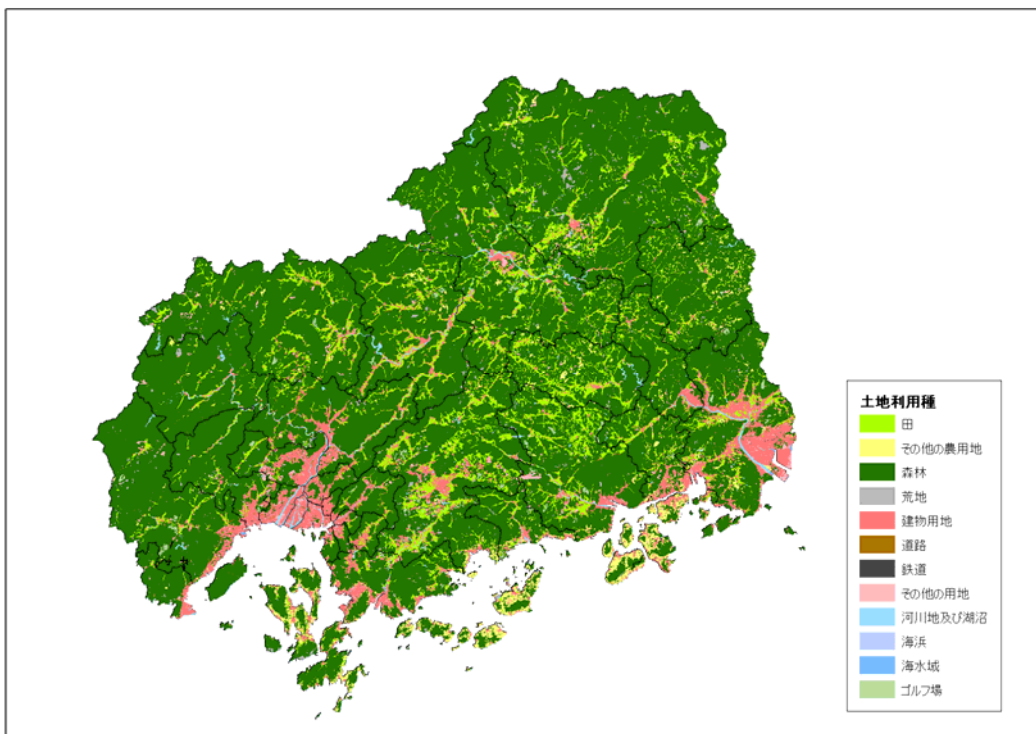 土地利用種
田
その他の農用地
森林
荒地
建物用地
道路
鉄道
その他の用地
河川地及び湖沼
海浜
海水域
ゴルフ場